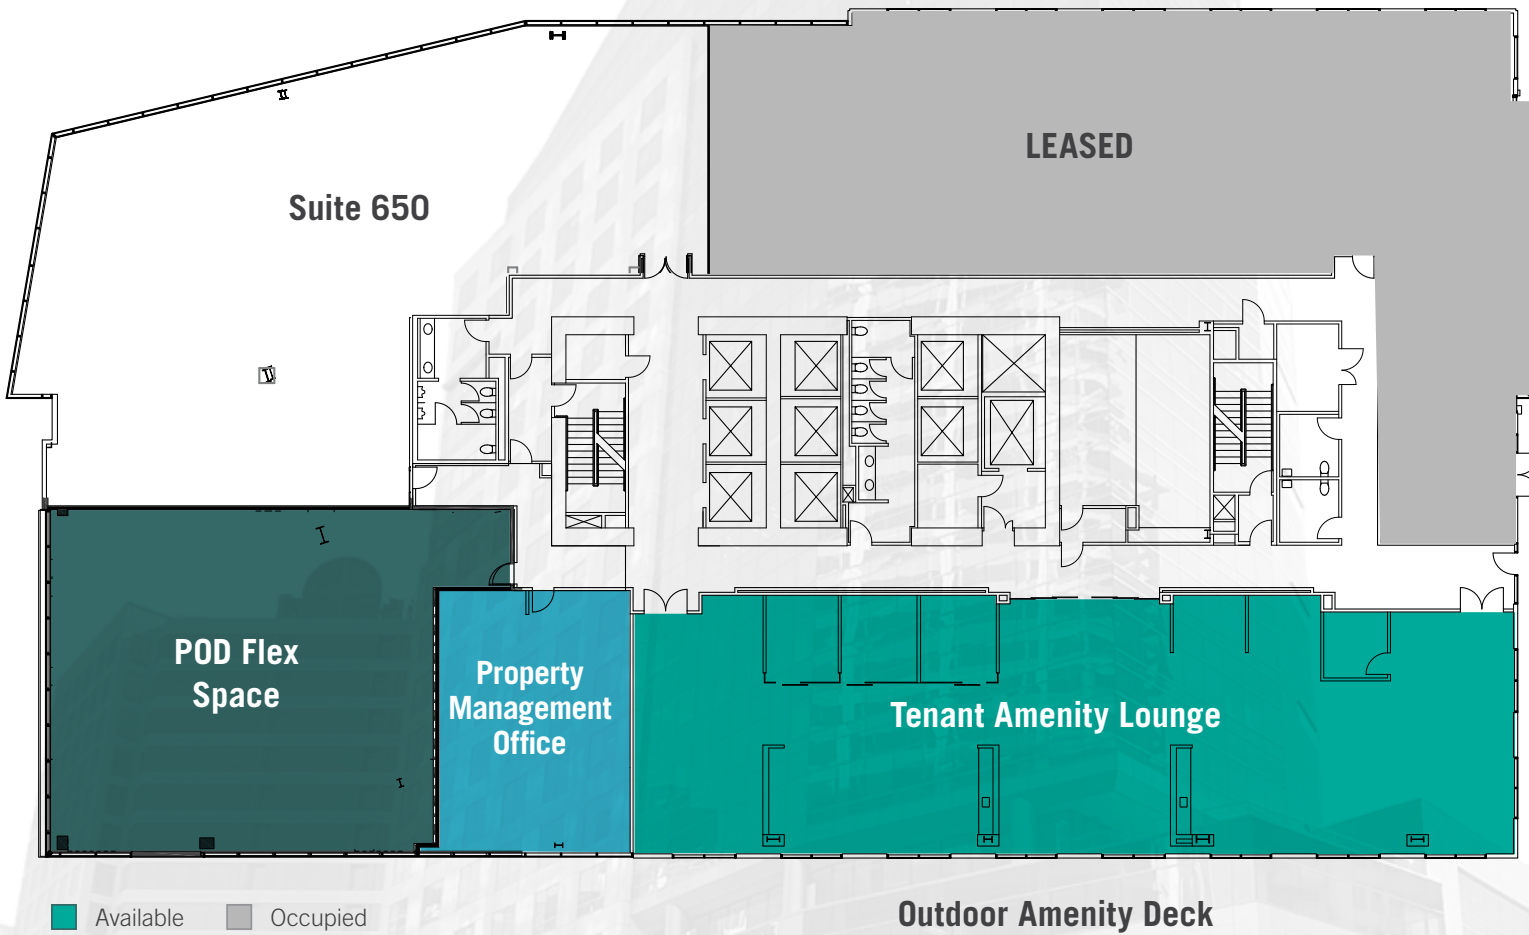 LEASED
Suite 650
POD Flex
Space
Property
Management
Office
Tenant Amenity Lounge
Available
Occupied
Outdoor Amenity Deck